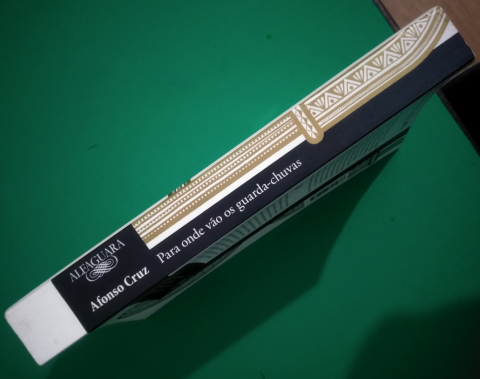 ALFAGUARA
Afonso Cruz
Para onde vão os guarda-chuvas